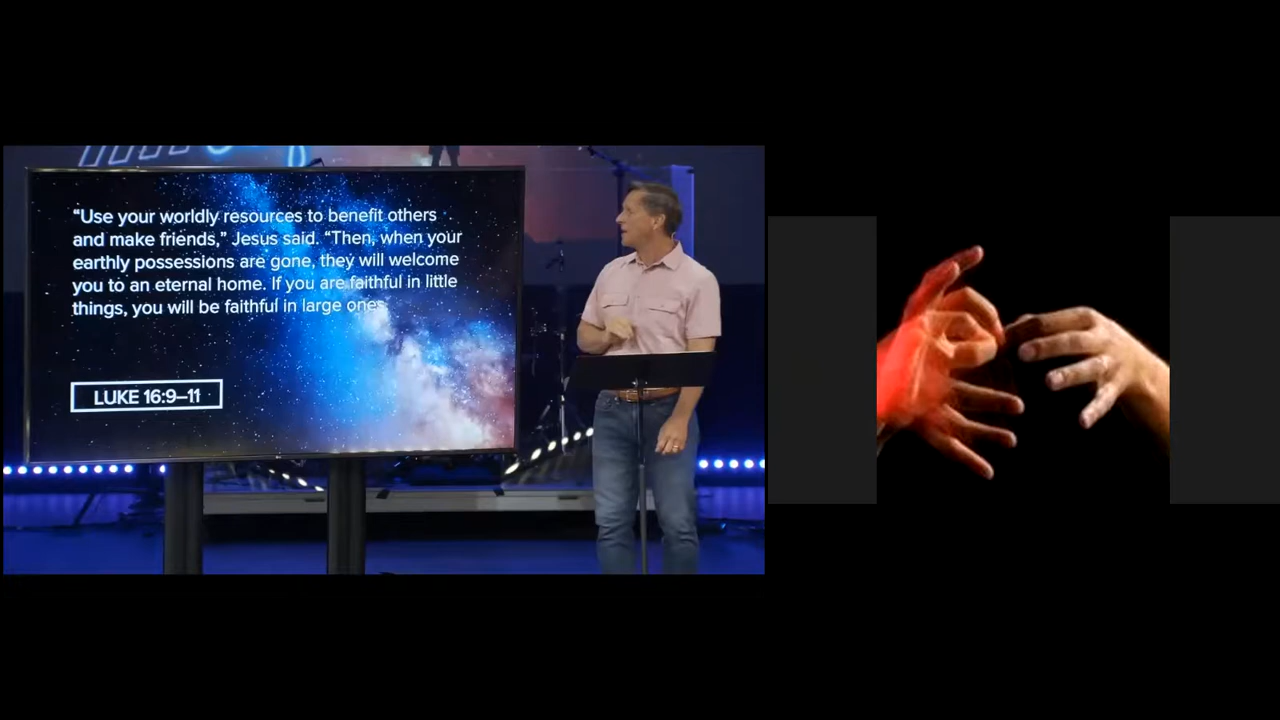 “Use your worldly resources to benefit others
and make friends,” Jesus said. “Then, when your
earthly possessions are gone, they will welcome
you to an eternal home. If you are faithful in little
things, you will be faithful in large ones
LUKE 16:9–11